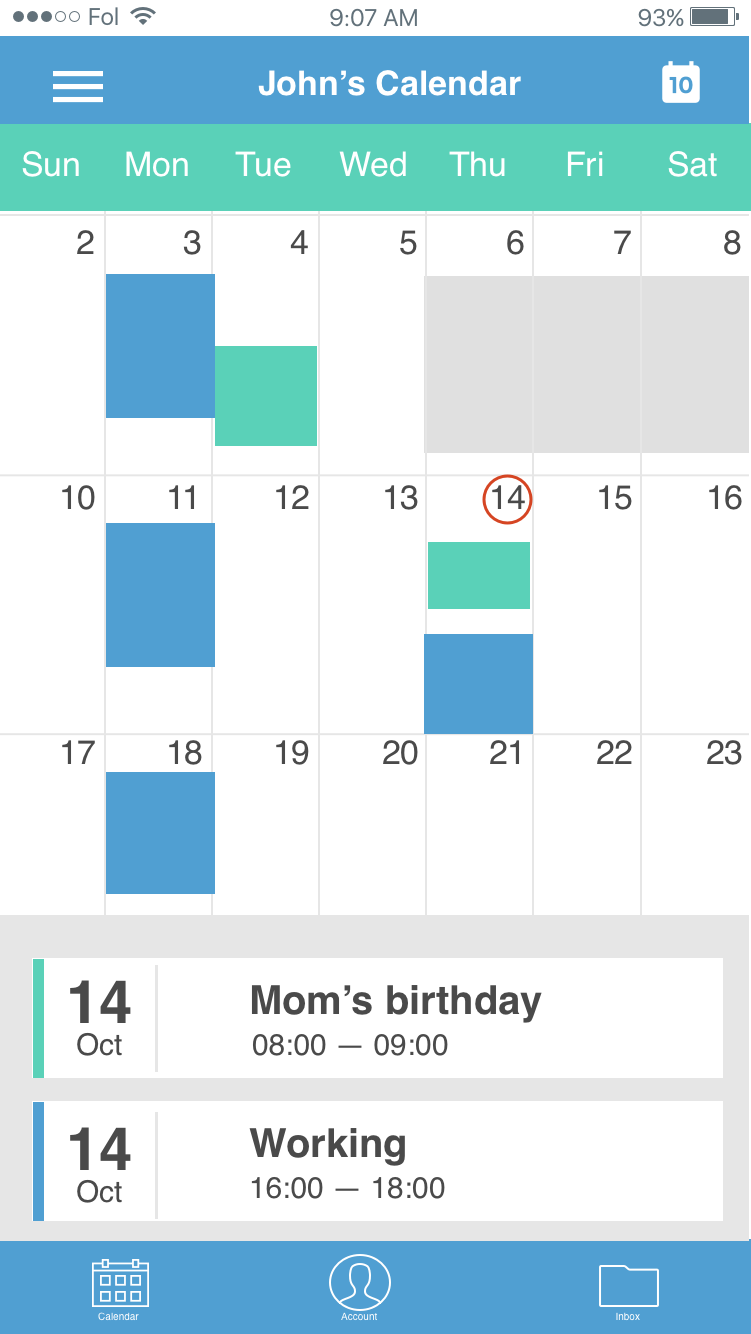 Fol 9:07 AM 93%
John’s Calendar 10
Sun Mon Tue Wed Thu Fri Sat
2 3 4 5 6 7 8
10 11 12 13 14 15 16
17 18 19 20 21 22 23
14 Mom’s birthday
Oct 08:00 — 09:00
14 Working
Oct 16:00 — 18:00
Calendar Account Inbox